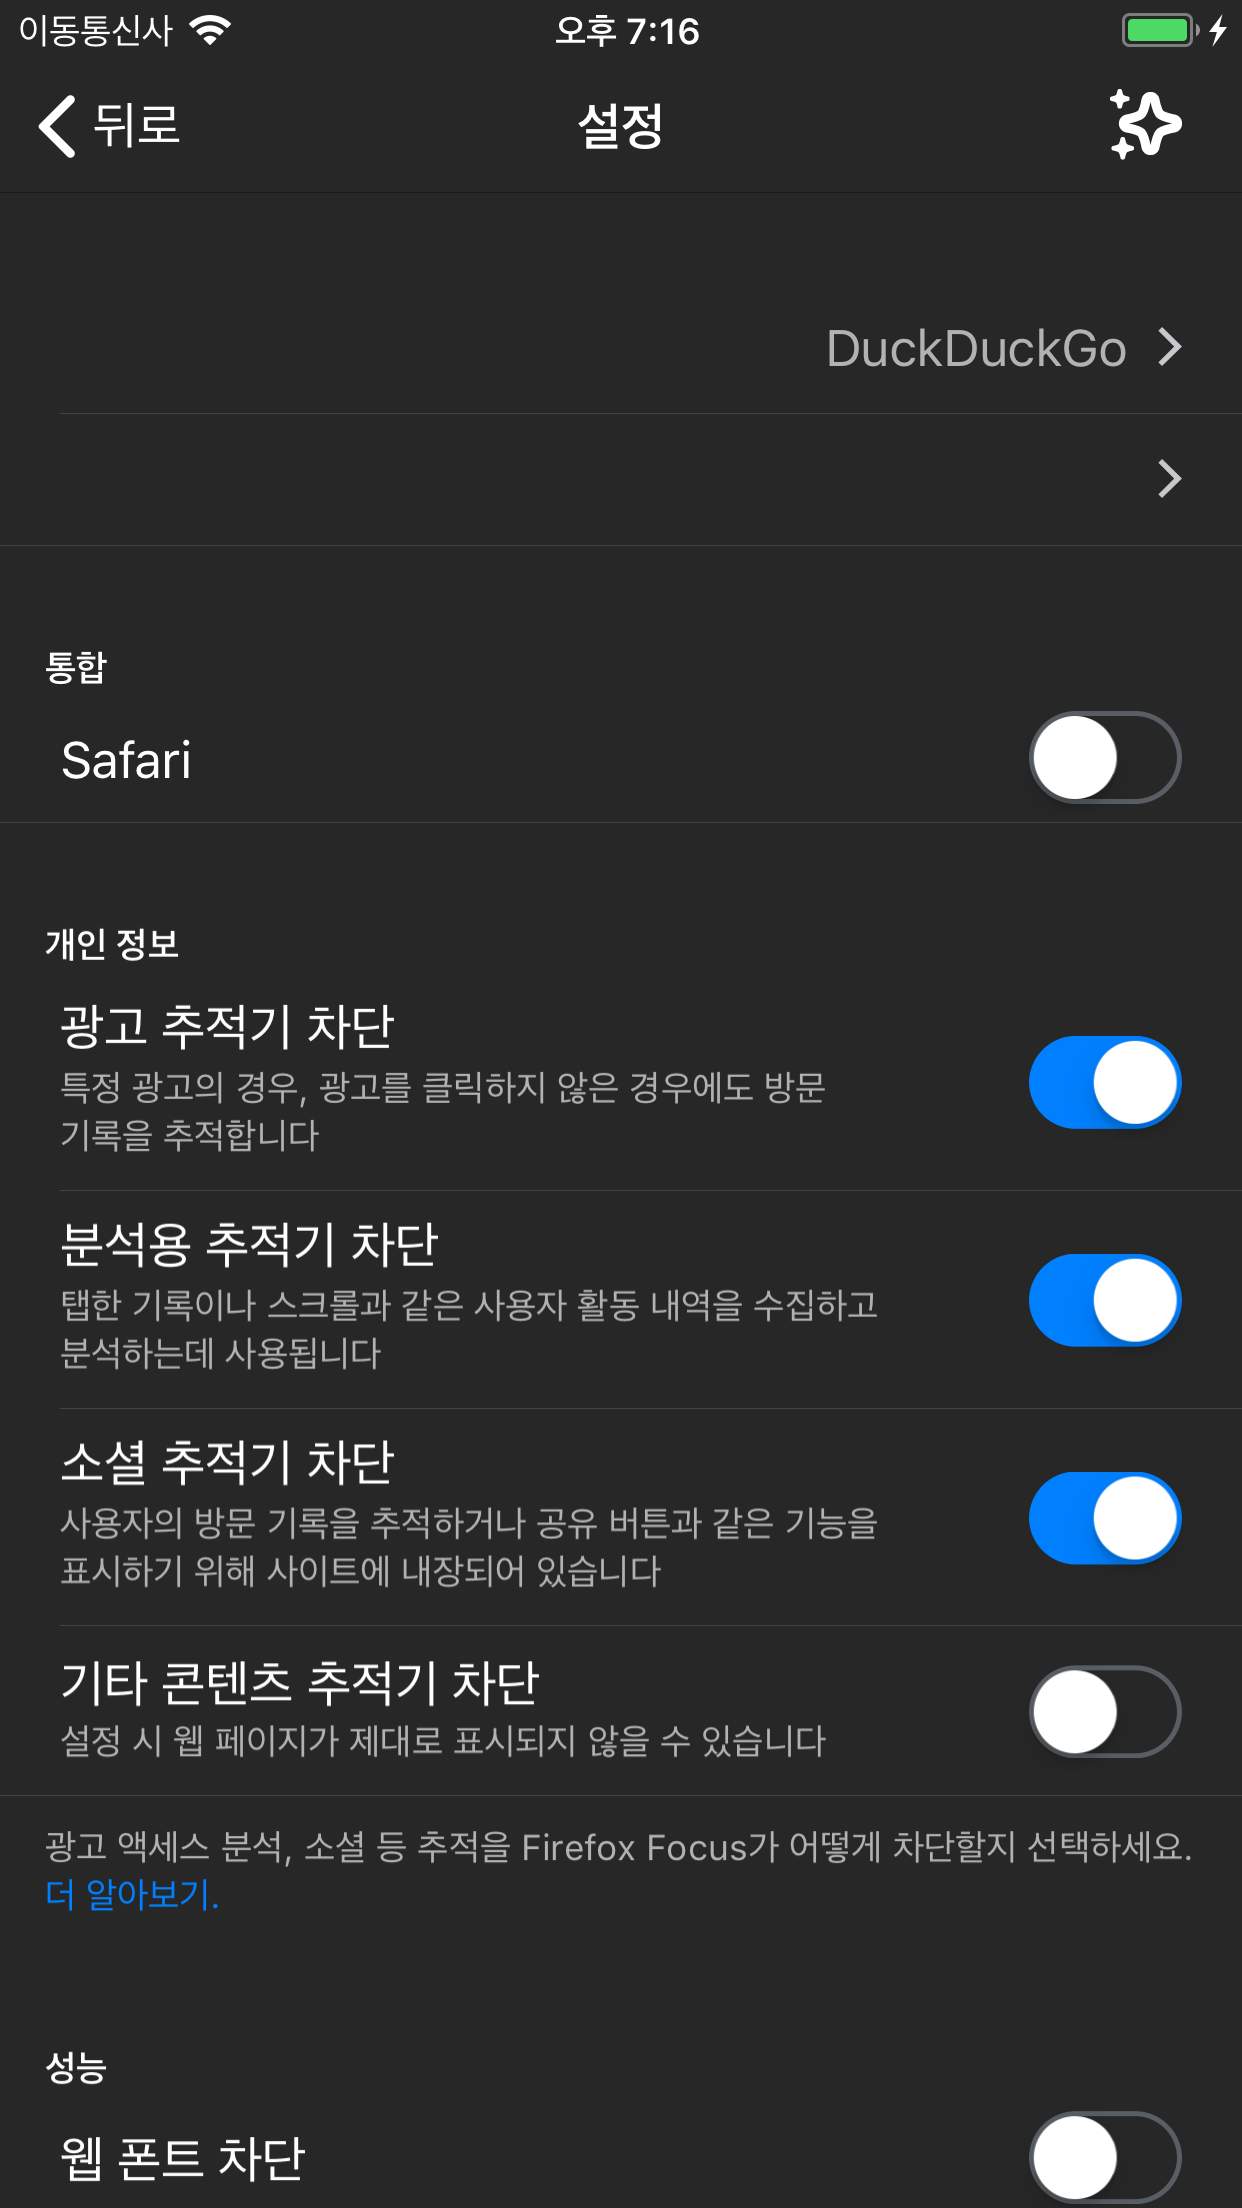 이동통신사
오후 7:16
뒤로
설정
DuckDuckGo
통합
Safari
개인 정보
광고 추적기 차단
특정 광고의 경우, 광고를 클릭하지 않은 경우에도 방문
기록을 추적합니다
분석용 추적기 차단
탭한 기록이나 스크롤과 같은 사용자 활동 내역을 수집하고
분석하는데 사용됩니다
소셜 추적기 차단
사용자의 방문 기록을 추적하거나 공유 버튼과 같은 기능을
표시하기 위해 사이트에 내장되어 있습니다
기타 콘텐츠 추적기 차단
설정 시 웹 페이지가 제대로 표시되지 않을 수 있습니다
광고 액세스 분석, 소셜 등 추적을 Firefox Focus가 어떻게 차단할지 선택하세요.
더 알아보기.
성능
웹 폰트 차단